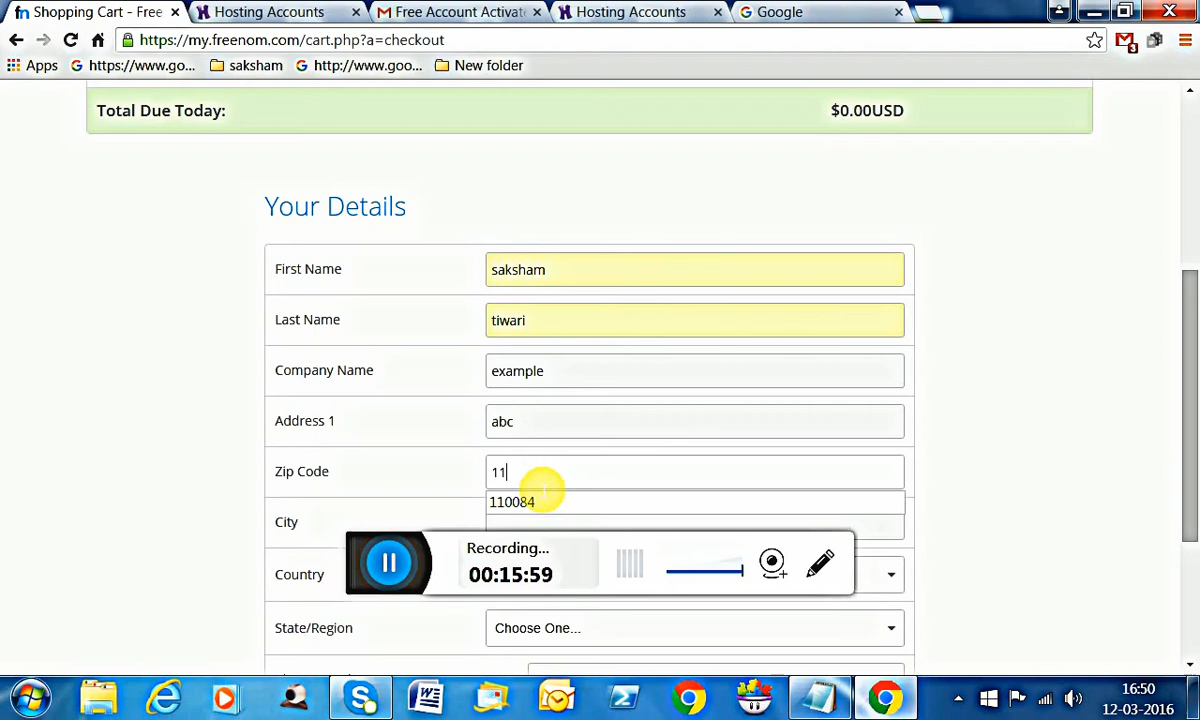 Shopping Cart - Free
Hosting Accounts
Free Account Activat
Hosting Accounts
Google
https://my.freenom.com/cart.php?a=checkout
3
Apps
https://www.go...
saksham
http://www.goo...
New folder
Total Due Today:
$0.00USD
Your Details
First Name
saksham
Last Name
tiwari
Company Name
example
Address 1
abc
Zip Code
11
110084
City
Recording...
00:15:59
Country
State/Region
Choose One...
16:50
12-03-2016